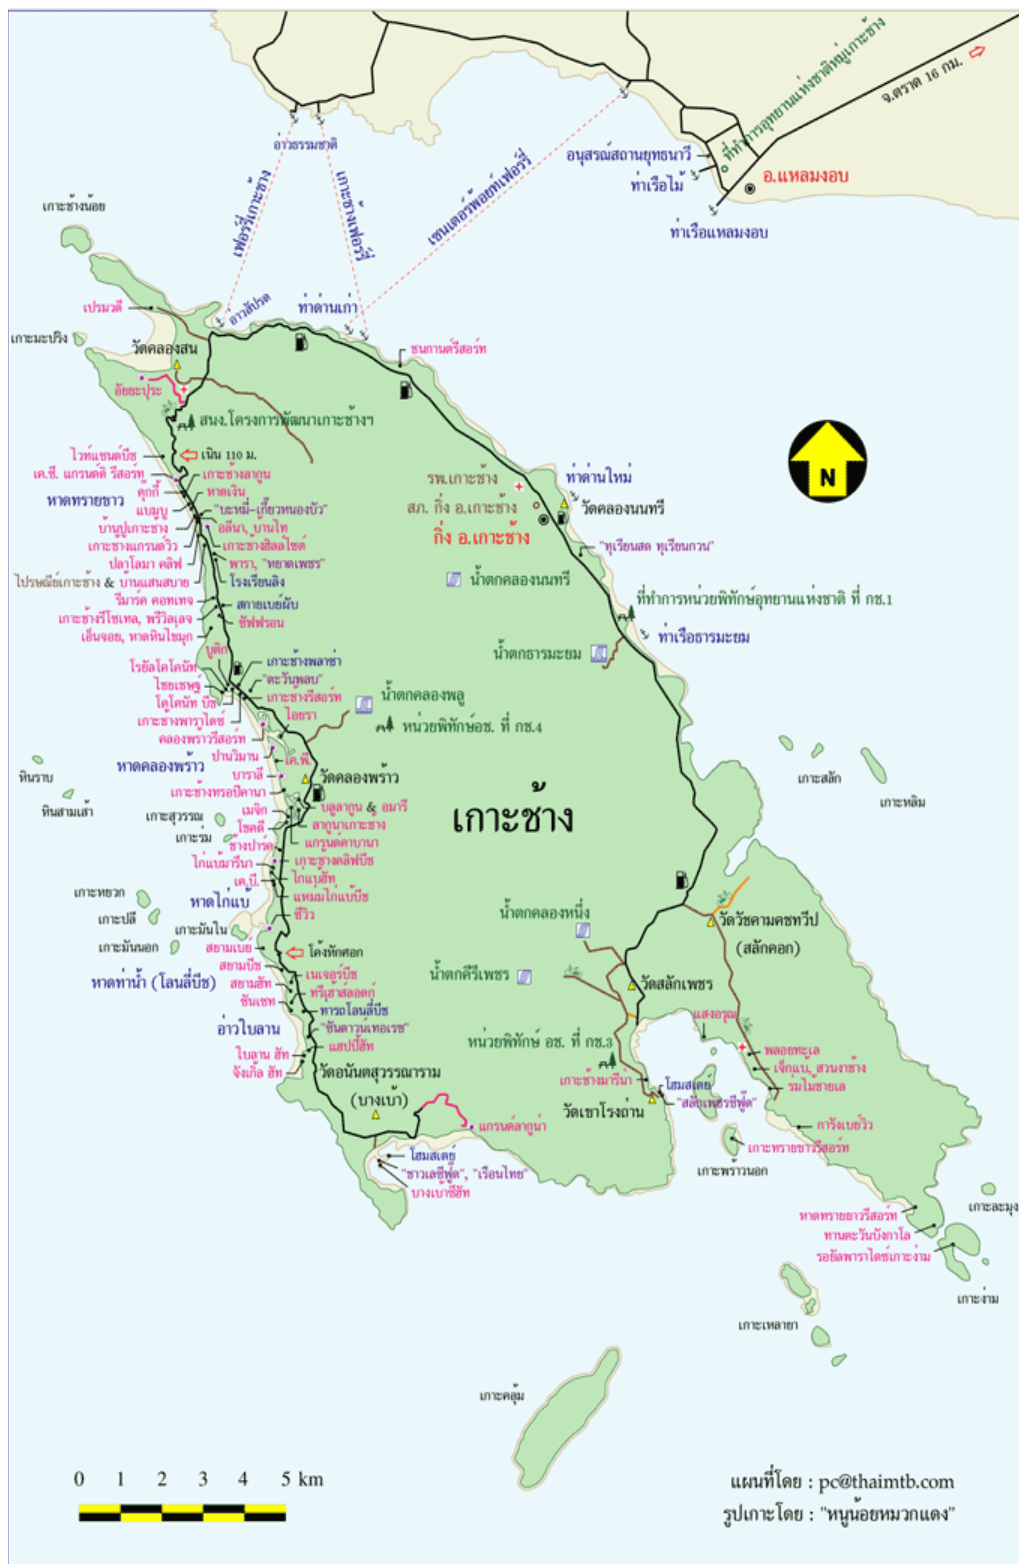 ที่ทำการอุทยานแห่งชาติหมู่เกาะช้าง
จ.ตราด 16 กม.
อ่าวธรรมชาติ
อนุสรณ์สถานยุทธนาวี
อ.แหลมงอบ
ท่าเรือไม้
ท่าเรือแหลมงอบ
เฟอร์รี่เกาะช้าง
เกาะช้างเฟอร์รี่
เซนเตอร์พ้อยท์เฟอร์รี่
เกาะช้างน้อย
เปรมวดี
อ่าวสัปรด
ท่าด่านเก่า
เกาะมะปริง
วัดคลองสน
ชนกานต์รีสอร์ท
อัยยะปุระ
สนง.โครงการพัฒนาเกาะช้างฯ
ไวท์แซนด์บีช
เนิน 110 ม.
เค.ซี. แกรนด์ดิ รีสอร์ท
เกาะช้างลากูน
รพ.เกาะช้าง
ท่าด่านใหม่
คุ๊กกี้
หาดเงิน
หาดทรายขาว
แบมบู
"บะหมี่-เกี๊ยวหนองบัว"
สภ. กิ่ง อ.เกาะช้าง
วัดคลองนนทรี
บ้านปูเกาะช้าง
อลีนา, บ้านไท
กิ่ง อ.เกาะช้าง
เกาะช้างแกรนด์วิว
เกาะช้างฮิลล์ไซด์
"ทุเรียนสด ทุเรียนกวน"
ปลาโลมา คลิฟ
พารา, "หยาดเพชร"
ไปรษณีย์เกาะช้าง & บ้านแสนสบาย
โรงเรียนลิง
น้ำตกคลองนนทรี
รีมาร์ค คอทเทจ
สกายเบย์ผับ
ที่ทำการหน่วยพิทักษ์อุทยานแห่งชาติ ที่ กช.1
เกาะช้างรีโซเทล, พรีวิลเลจ
ซัฟฟรอน
เอ็นจอย, หาดหินไข่มุก
ท่าเรือธารมะยม
บูติก
น้ำตกธารมะยม
โรยัลโคโคนัท
เกาะช้างพลาซ่า
ไชยเชษฐ์
"ตะวันพลบ"
โคโคนัท บีช
เกาะช้างรีสอร์ท
น้ำตกคลองพลู
เกาะช้างพาราไดซ์
ไอยรา
คลองพร้าวรีสอร์ท
หน่วยพิทักษ์อช. ที่ กช.4
ปานวิมาน
เค.พี.
หาดคลองพร้าว
บาราลี
วัดคลองพร้าว
เกาะสลัก
หินราบ
เกาะช้างทรอปิคานา
เกาะหลิม
หินสามเส้า
เกาะสุวรรณ
เมจิก
บลูลากูน & อมารี
เกาะช้าง
โชคดี
ลากูนาเกาะช้าง
เกาะร่ม
ช้างปาร์ค
แกรนด์คาบานา
ไก่แบ้มารีนา
เกาะช้างคลิฟบีช
เค.บี.
ไก่แบ้ฮัท
เกาะหยวก
หาดไก่แบ้
แหม่มไก่แบ้บีช
เกาะปลี
ซีวิว
น้ำตกคลองหนึ่ง
วัดวัชคามคชทวีป
(สลักคอก)
เกาะมันใน
เกาะมันนอก
สยามเบย์
โค้งหักศอก
สยามบีช
เนเจอร์บีช
น้ำตกคีรีเพชร
หาดท่าน้ำ (โลนลี่บีช)
สยามฮัท
ทรีเฮ้าส์ลอดก์
วัดสลักเพชร
ซันเซท
ทารถโลนลี่บีช
แสงอรุณ
อ่าวใบลาน
"ซันดาวน์เทอเรซ"
แฮปปี้ฮัท
หน่วยพิทักษ์ อช. ที่ กช.3
พลอยทะเล
ใบลาน ฮัท
วัดอนันตสุวรรณาราม
(บางเบ้า)
เจ๊กแบ้, สวนงาช้าง
จังเกิ้ล ฮัท
เกาะช้างมารีน่า
โฮมสเตย์
ร่มไม้ชายเล
วัดเขาโรงถ่าน
"สลักเพชรซีฟู้ด"
แกรนด์ลากูน่า
การังเบย์วิว
เกาะทรายขาวรีสอร์ท
โฮมสเตย์
เกาะพร้าวนอก
"ชาวเลซีฟู๊ด", "เรือนไทย"
บางเบ้าซีฮัท
เกาะละมุง
หาดทรายยาวรีสอร์ท
ทานตะวันบังกาโล
รอยัลพาราไดซ์เกาะง่าม
เกาะง่าม
เกาะเหลายา
เกาะคลุ้ม
N
0 1 2 3 4 5 km
แผนที่โดย : pc@thaimtb.com
รูปเกาะโดย : "หนูน้อยหมวกแดง"